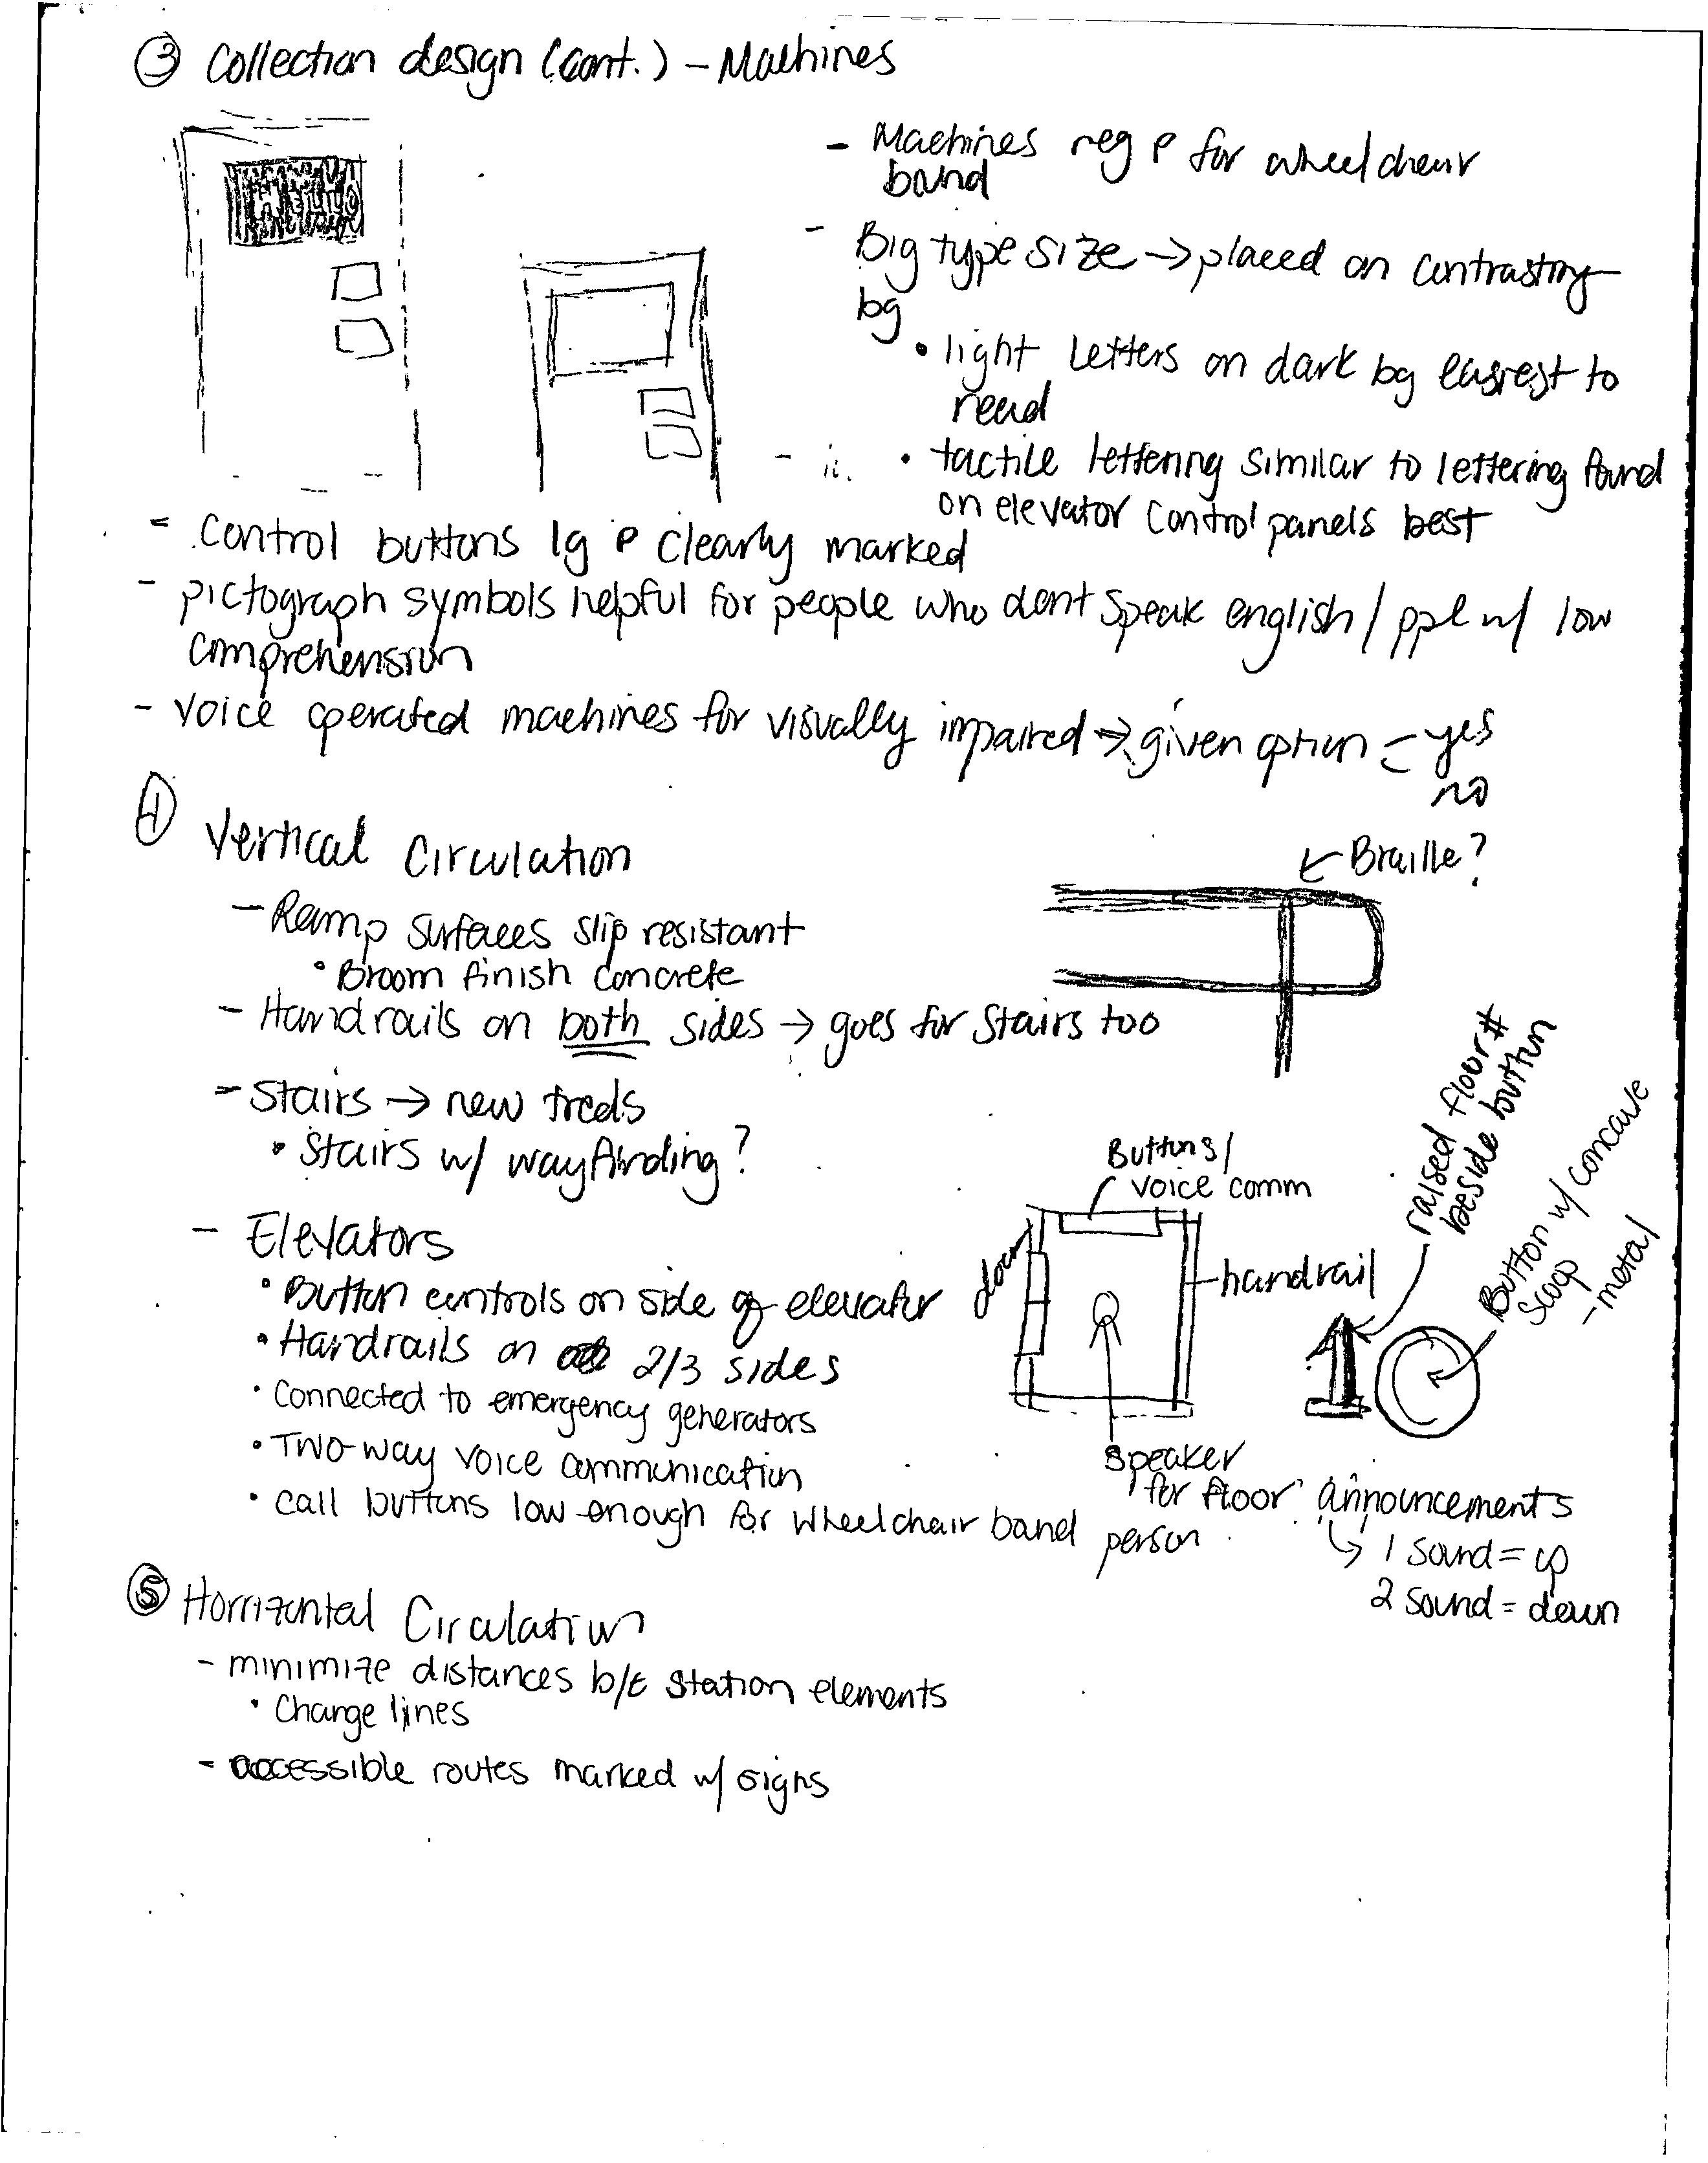 ③ Collection design (cont.) – Machines
HELLO
- Machines reg & for wheelchair
band
- Big type size → placed on contrasting
bg
• light letters on dark bg easiest to
read
• tactile lettering similar to lettering found
on elevator control panels best
- control buttons lg & clearly marked
- pictograph symbols helpful for people who dont speak english / ppl w/ low
comprehension
- voice operated machines for visually impaired → given option = yes
no
④ Vertical Circulation
← Braille?
- Ramp surfaces slip resistant
• Broom finish concrete
- Handrails on both sides → goes for stairs too
- Stairs → new treds
• Stairs w/ wayfinding?
- Elevators
• Button controls on side of elevator
• Handrails on 2/3 sides
• Connected to emergency generators
• Two-way voice communication
• call buttons low enough for wheelchair band person
Buttons/
voice comm
door
handrail
speaker
for floor announcements
↳ 1 sound = up
2 sound = down
raised floor #
beside button
1
Button w/ concave
scoop
- metal
⑤ Horrizontal Circulation
- minimize distances b/t station elements
• Change lines
- accessible routes marked w/ signs